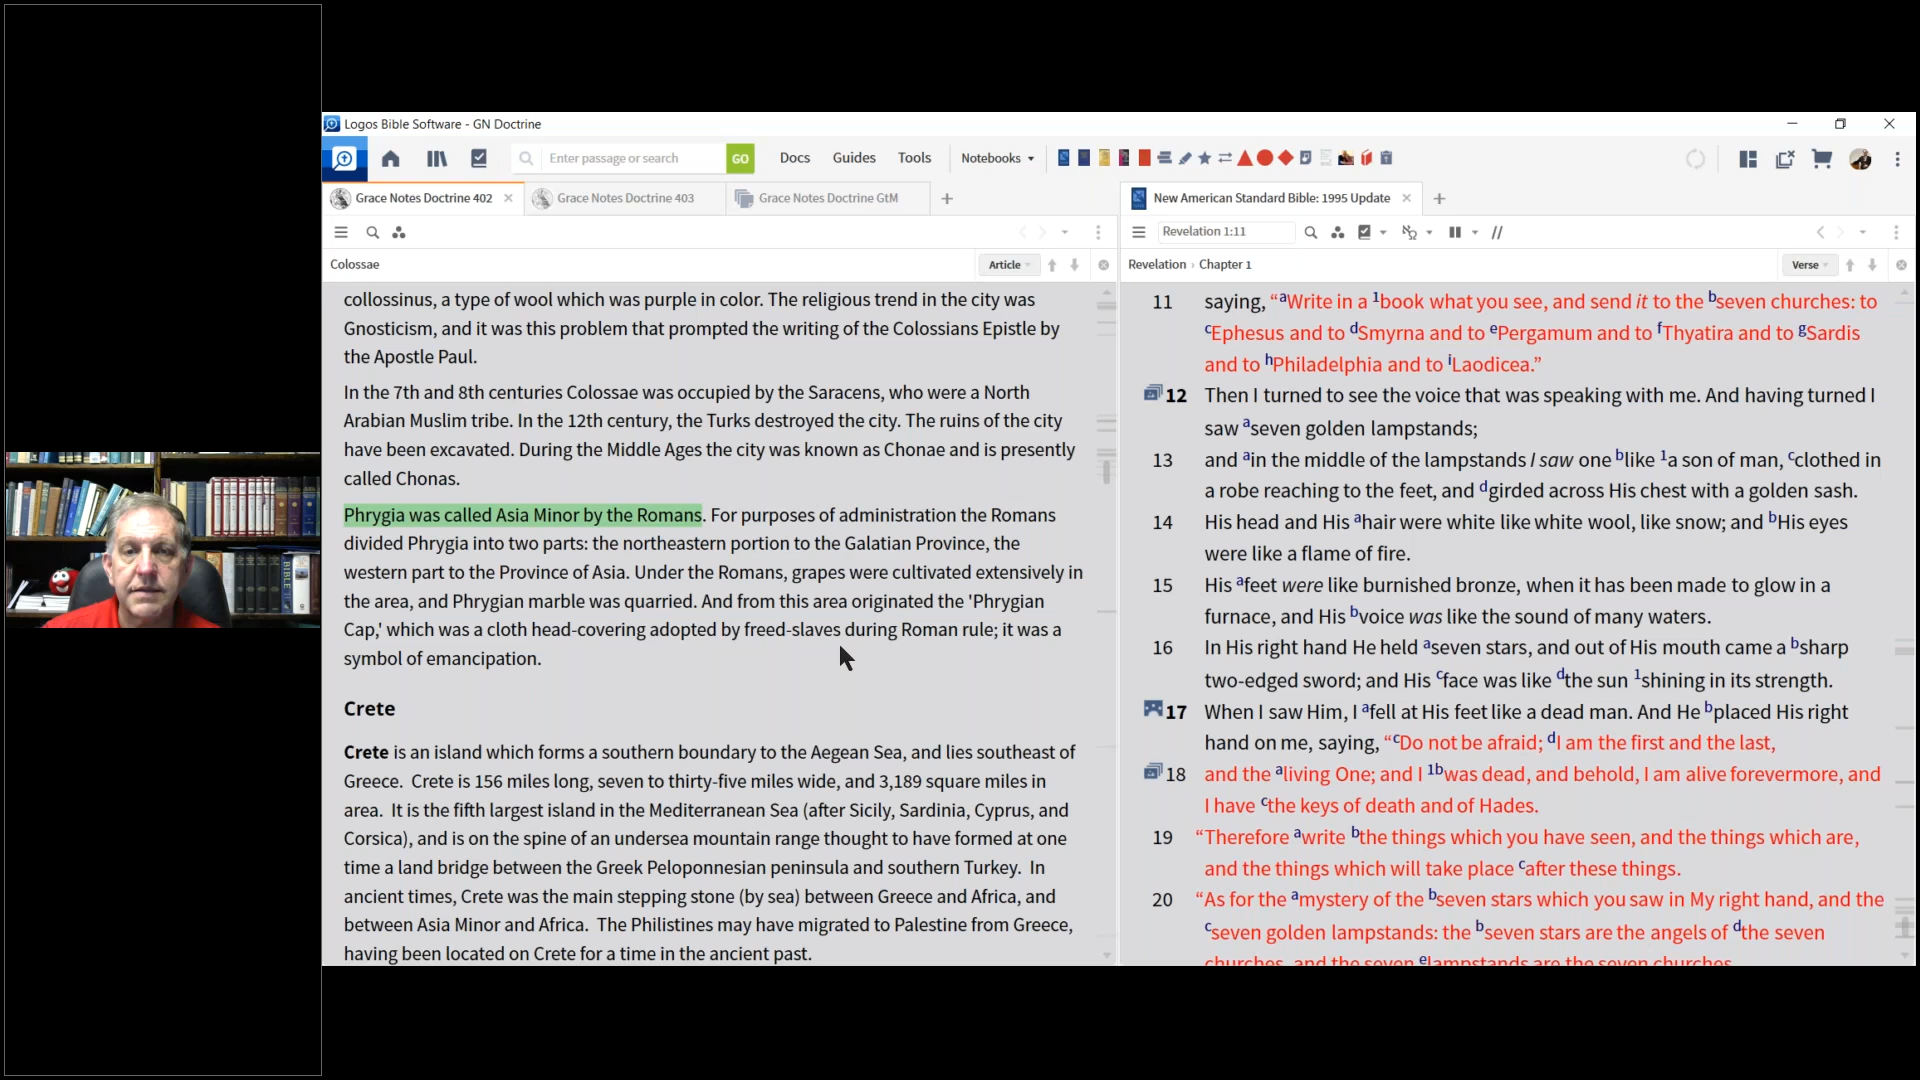 Logos Bible Software - GN Doctrine
Enter passage or search
GO
Docs
Guides
Tools
Notebooks
Grace Notes Doctrine 402
Grace Notes Doctrine 403
Grace Notes Doctrine GtM
Colossae
Article
collossinus, a type of wool which was purple in color. The religious trend in the city was
Gnosticism, and it was this problem that prompted the writing of the Colossians Epistle by
the Apostle Paul.
In the 7th and 8th centuries Colossae was occupied by the Saracens, who were a North
Arabian Muslim tribe. In the 12th century, the Turks destroyed the city. The ruins of the city
have been excavated. During the Middle Ages the city was known as Chonae and is presently
called Chonas.
Phrygia was called Asia Minor by the Romans. For purposes of administration the Romans
divided Phrygia into two parts: the northeastern portion to the Galatian Province, the
western part to the Province of Asia. Under the Romans, grapes were cultivated extensively in
the area, and Phrygian marble was quarried. And from this area originated the 'Phrygian
Cap,' which was a cloth head-covering adopted by freed-slaves during Roman rule; it was a
symbol of emancipation.
Crete
Crete is an island which forms a southern boundary to the Aegean Sea, and lies southeast of
Greece. Crete is 156 miles long, seven to thirty-five miles wide, and 3,189 square miles in
area. It is the fifth largest island in the Mediterranean Sea (after Sicily, Sardinia, Cyprus, and
Corsica), and is on the spine of an undersea mountain range thought to have formed at one
time a land bridge between the Greek Peloponnesian peninsula and southern Turkey. In
ancient times, Crete was the main stepping stone (by sea) between Greece and Africa, and
between Asia Minor and Africa. The Philistines may have migrated to Palestine from Greece,
having been located on Crete for a time in the ancient past.
New American Standard Bible: 1995 Update
Revelation 1:11
Revelation › Chapter 1
Verse
11 saying, “aWrite in a 1book what you see, and send it to the bseven churches: to
cEphesus and to dSmyrna and to ePergamum and to fThyatira and to gSardis
and to hPhiladelphia and to iLaodicea.”
12 Then I turned to see the voice that was speaking with me. And having turned I
saw aseven golden lampstands;
13 and ain the middle of the lampstands I saw one blike 1a son of man, cclothed in
a robe reaching to the feet, and dgirded across His chest with a golden sash.
14 His head and His ahair were white like white wool, like snow; and bHis eyes
were like a flame of fire.
15 His afeet were like burnished bronze, when it has been made to glow in a
furnace, and His bvoice was like the sound of many waters.
16 In His right hand He held aseven stars, and out of His mouth came a bsharp
two-edged sword; and His cface was like dthe sun 1shining in its strength.
17 When I saw Him, I afell at His feet like a dead man. And He bplaced His right
hand on me, saying, “cDo not be afraid; dI am the first and the last,
18 and the aliving One; and I 1bwas dead, and behold, I am alive forevermore, and
I have cthe keys of death and of Hades.
19 “Therefore awrite bthe things which you have seen, and the things which are,
and the things which will take place cafter these things.
20 “As for the amystery of the bseven stars which you saw in My right hand, and the
cseven golden lampstands: the bseven stars are the angels of dthe seven
churches, and the seven elampstands are the seven churches.